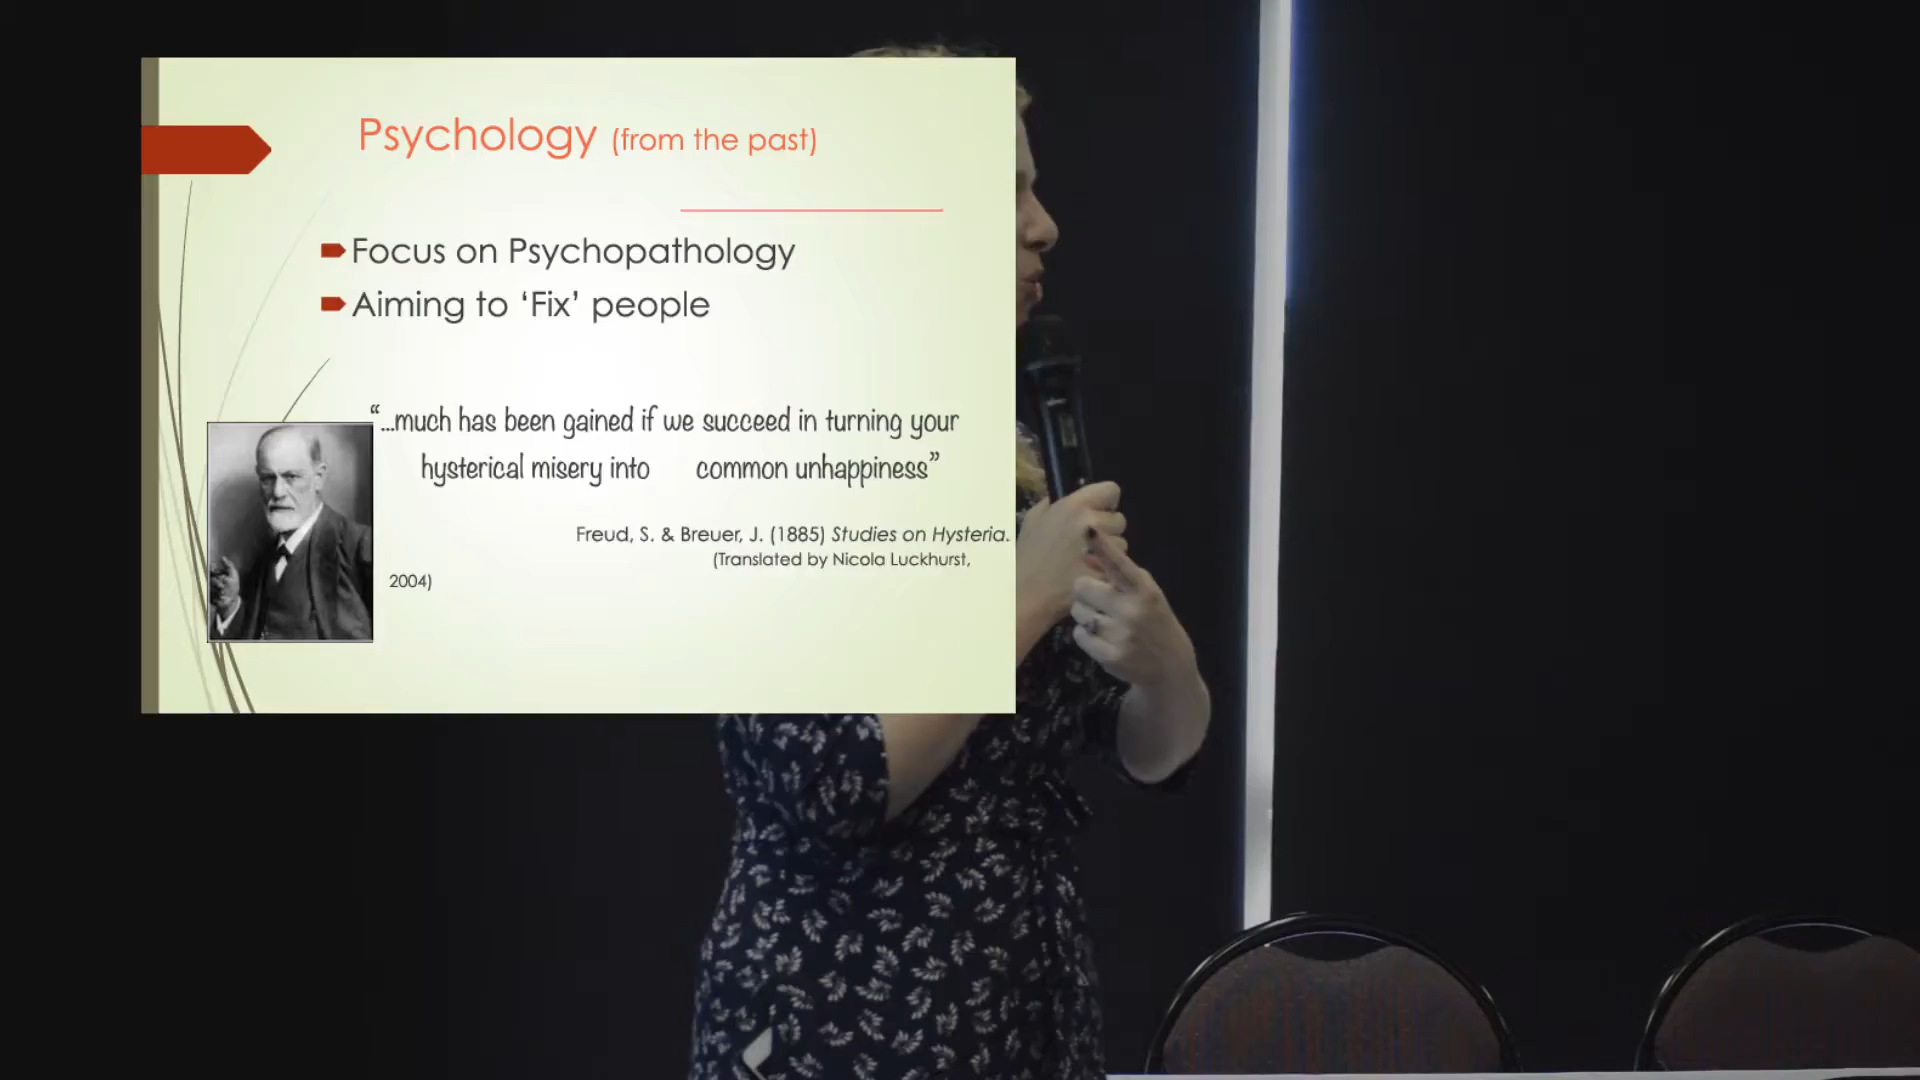 Psychology (from the past)
Focus on Psychopathology
Aiming to ‘Fix’ people
“...much has been gained if we succeed in turning your
hysterical misery into common unhappiness”
Freud, S. & Breuer, J. (1885) Studies on Hysteria.
(Translated by Nicola Luckhurst,
2004)